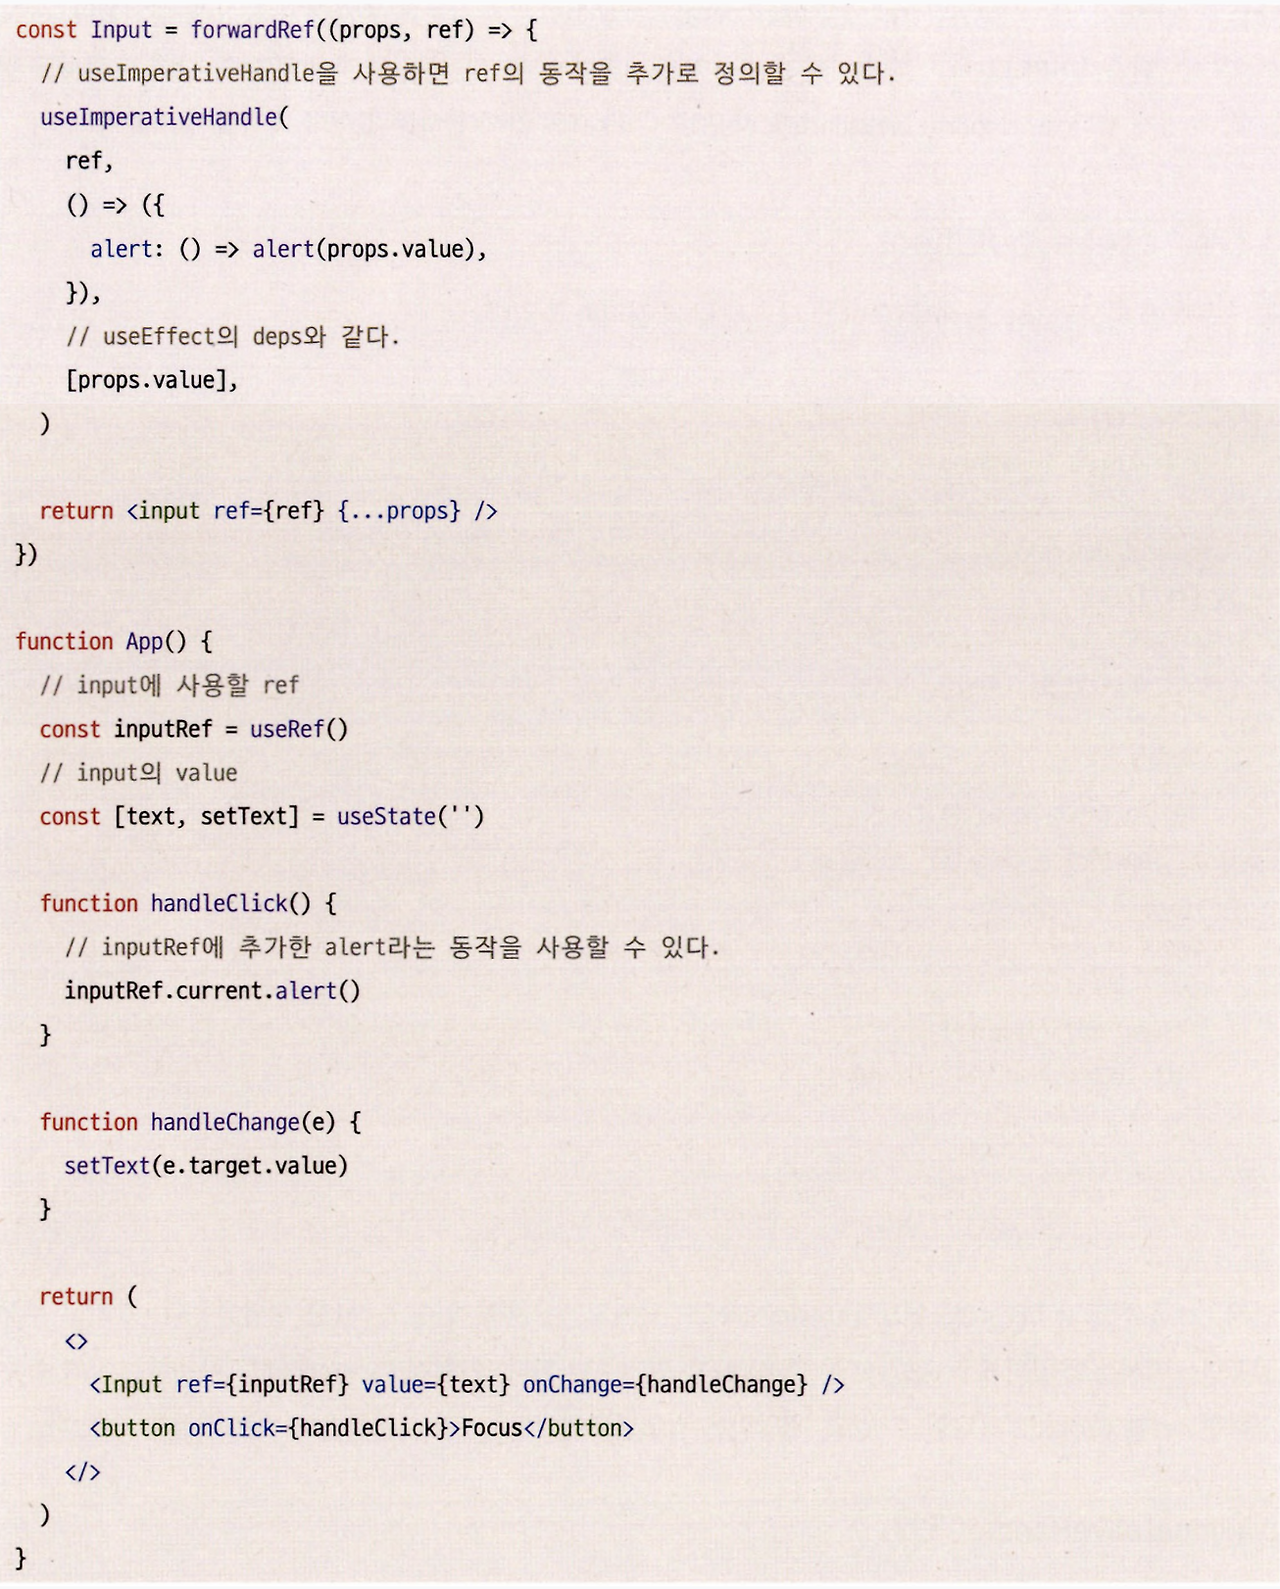 const Input = forwardRef((props, ref) => {
  // useImperativeHandle을 사용하면 ref의 동작을 추가로 정의할 수 있다.
  useImperativeHandle(
    ref,
    () => ({
      alert: () => alert(props.value),
    }),
    // useEffect의 deps와 같다.
    [props.value],
  )

  return <input ref={ref} {...props} />
})

function App() {
  // input에 사용할 ref
  const inputRef = useRef()
  // input의 value
  const [text, setText] = useState('')

  function handleClick() {
    // inputRef에 추가한 alert라는 동작을 사용할 수 있다.
    inputRef.current.alert()
  }

  function handleChange(e) {
    setText(e.target.value)
  }

  return (
    <>
      <Input ref={inputRef} value={text} onChange={handleChange} />
      <button onClick={handleClick}>Focus</button>
    </>
  )
}